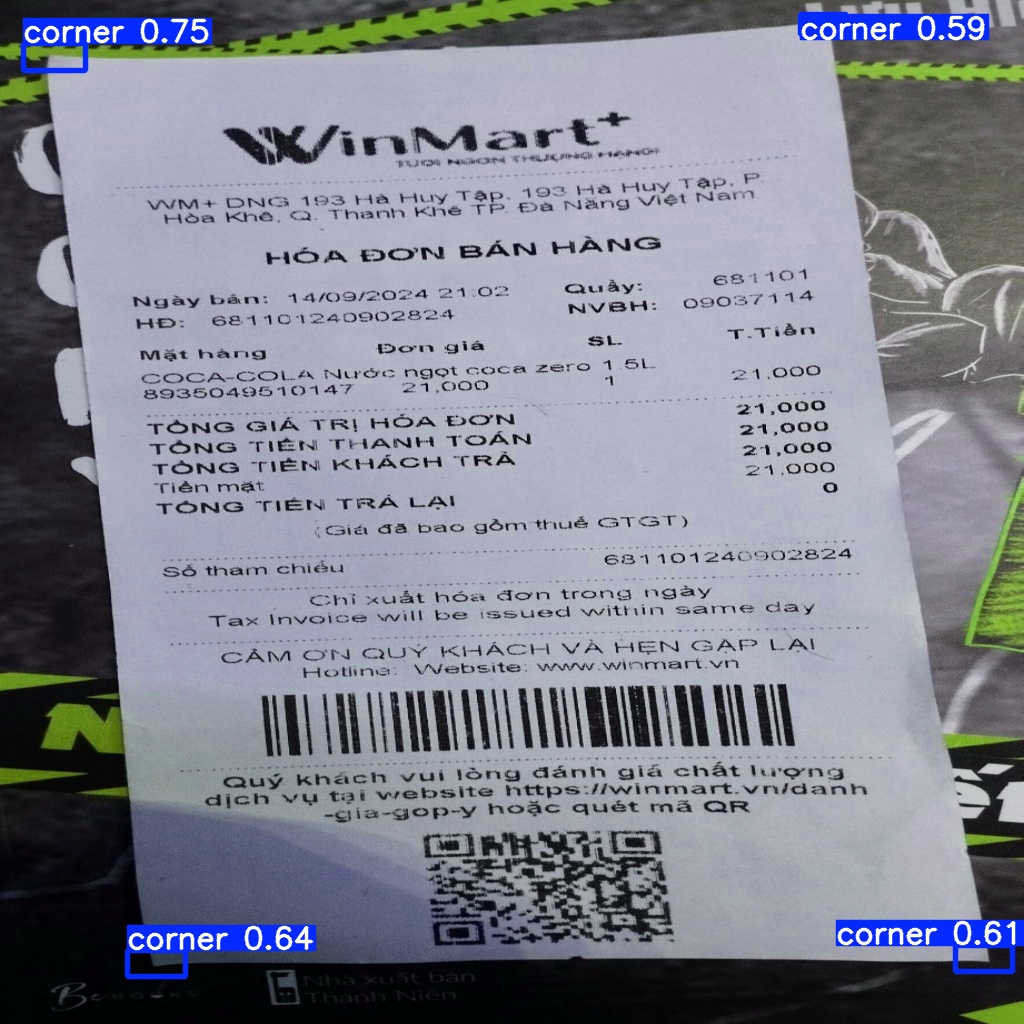 corner 0.75
corner 0.59
WinMart+
TƯƠI NGON THƯỢNG HẠNG!
WM+ DNG 193 Hà Huy Tập, 193 Hà Huy Tập, P.
Hòa Khê, Q. Thanh Khê TP. Đà Nẵng Việt Nam
HÓA ĐƠN BÁN HÀNG
Ngày bán: 14/09/2024 21:02 Quầy: 681101
HĐ: 681101240902824 NVBH: 09037114
Mặt hàng Đơn giá SL T.Tiền
COCA-COLA Nước ngọt coca zero 1.5L
8935049510147 21,000 1 21,000
TỔNG GIÁ TRỊ HÓA ĐƠN 21,000
TỔNG TIỀN THANH TOÁN 21,000
TỔNG TIỀN KHÁCH TRẢ 21,000
Tiền mặt 21,000
TỔNG TIỀN TRẢ LẠI 0
(Giá đã bao gồm thuế GTGT)
Số tham chiếu 681101240902824
Chỉ xuất hóa đơn trong ngày
Tax Invoice will be issued within same day
CẢM ƠN QUÝ KHÁCH VÀ HẸN GẶP LẠI
Hotline: Website: www.winmart.vn
Quý khách vui lòng đánh giá chất lượng
dịch vụ tại website https://winmart.vn/danh
-gia-gop-y hoặc quét mã QR
corner 0.64
corner 0.61
Nhà xuất bản
Thanh Niên